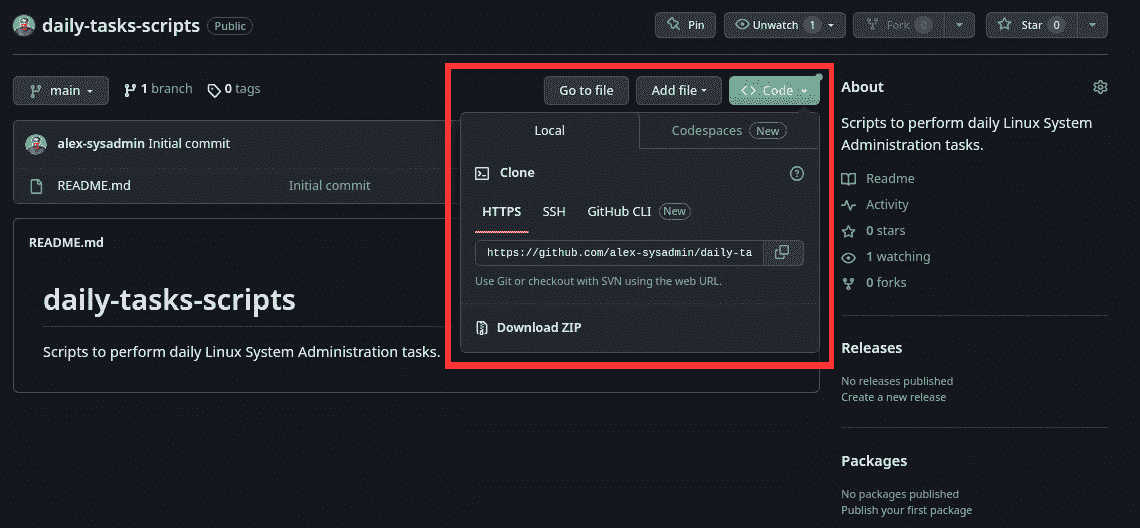 daily-tasks-scripts Public
Pin
Unwatch 1
Fork 0
Star 0
main
1 branch
0 tags
Go to file
Add file
Code
alex-sysadmin Initial commit
README.md Initial commit
README.md
daily-tasks-scripts
Scripts to perform daily Linux System Administration tasks.
Local
Codespaces New
Clone
HTTPS SSH GitHub CLI New
https://github.com/alex-sysadmin/daily-ta
Use Git or checkout with SVN using the web URL.
Download ZIP
About
Scripts to perform daily Linux System
Administration tasks.
Readme
Activity
0 stars
1 watching
0 forks
Releases
No releases published
Create a new release
Packages
No packages published
Publish your first package